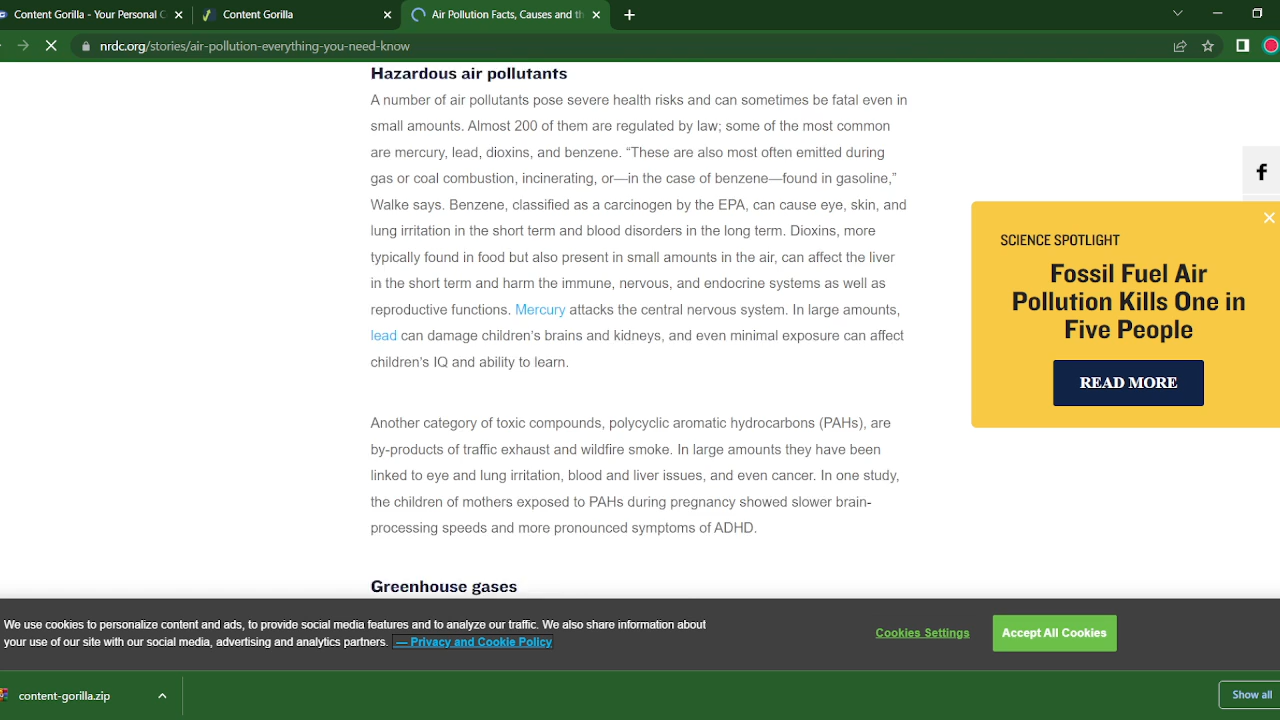 Content Gorilla - Your Personal C
Content Gorilla
Air Pollution Facts, Causes and th
nrdc.org/stories/air-pollution-everything-you-need-know
Hazardous air pollutants
A number of air pollutants pose severe health risks and can sometimes be fatal even in
small amounts. Almost 200 of them are regulated by law; some of the most common
are mercury, lead, dioxins, and benzene. “These are also most often emitted during
gas or coal combustion, incinerating, or—in the case of benzene—found in gasoline,”
Walke says. Benzene, classified as a carcinogen by the EPA, can cause eye, skin, and
lung irritation in the short term and blood disorders in the long term. Dioxins, more
typically found in food but also present in small amounts in the air, can affect the liver
in the short term and harm the immune, nervous, and endocrine systems as well as
reproductive functions. Mercury attacks the central nervous system. In large amounts,
lead can damage children’s brains and kidneys, and even minimal exposure can affect
children’s IQ and ability to learn.
Another category of toxic compounds, polycyclic aromatic hydrocarbons (PAHs), are
by-products of traffic exhaust and wildfire smoke. In large amounts they have been
linked to eye and lung irritation, blood and liver issues, and even cancer. In one study,
the children of mothers exposed to PAHs during pregnancy showed slower brain-
processing speeds and more pronounced symptoms of ADHD.
Greenhouse gases
f
SCIENCE SPOTLIGHT
Fossil Fuel Air
Pollution Kills One in
Five People
READ MORE
We use cookies to personalize content and ads, to provide social media features and to analyze our traffic. We also share information about
your use of our site with our social media, advertising and analytics partners. — Privacy and Cookie Policy
Cookies Settings
Accept All Cookies
content-gorilla.zip
Show all